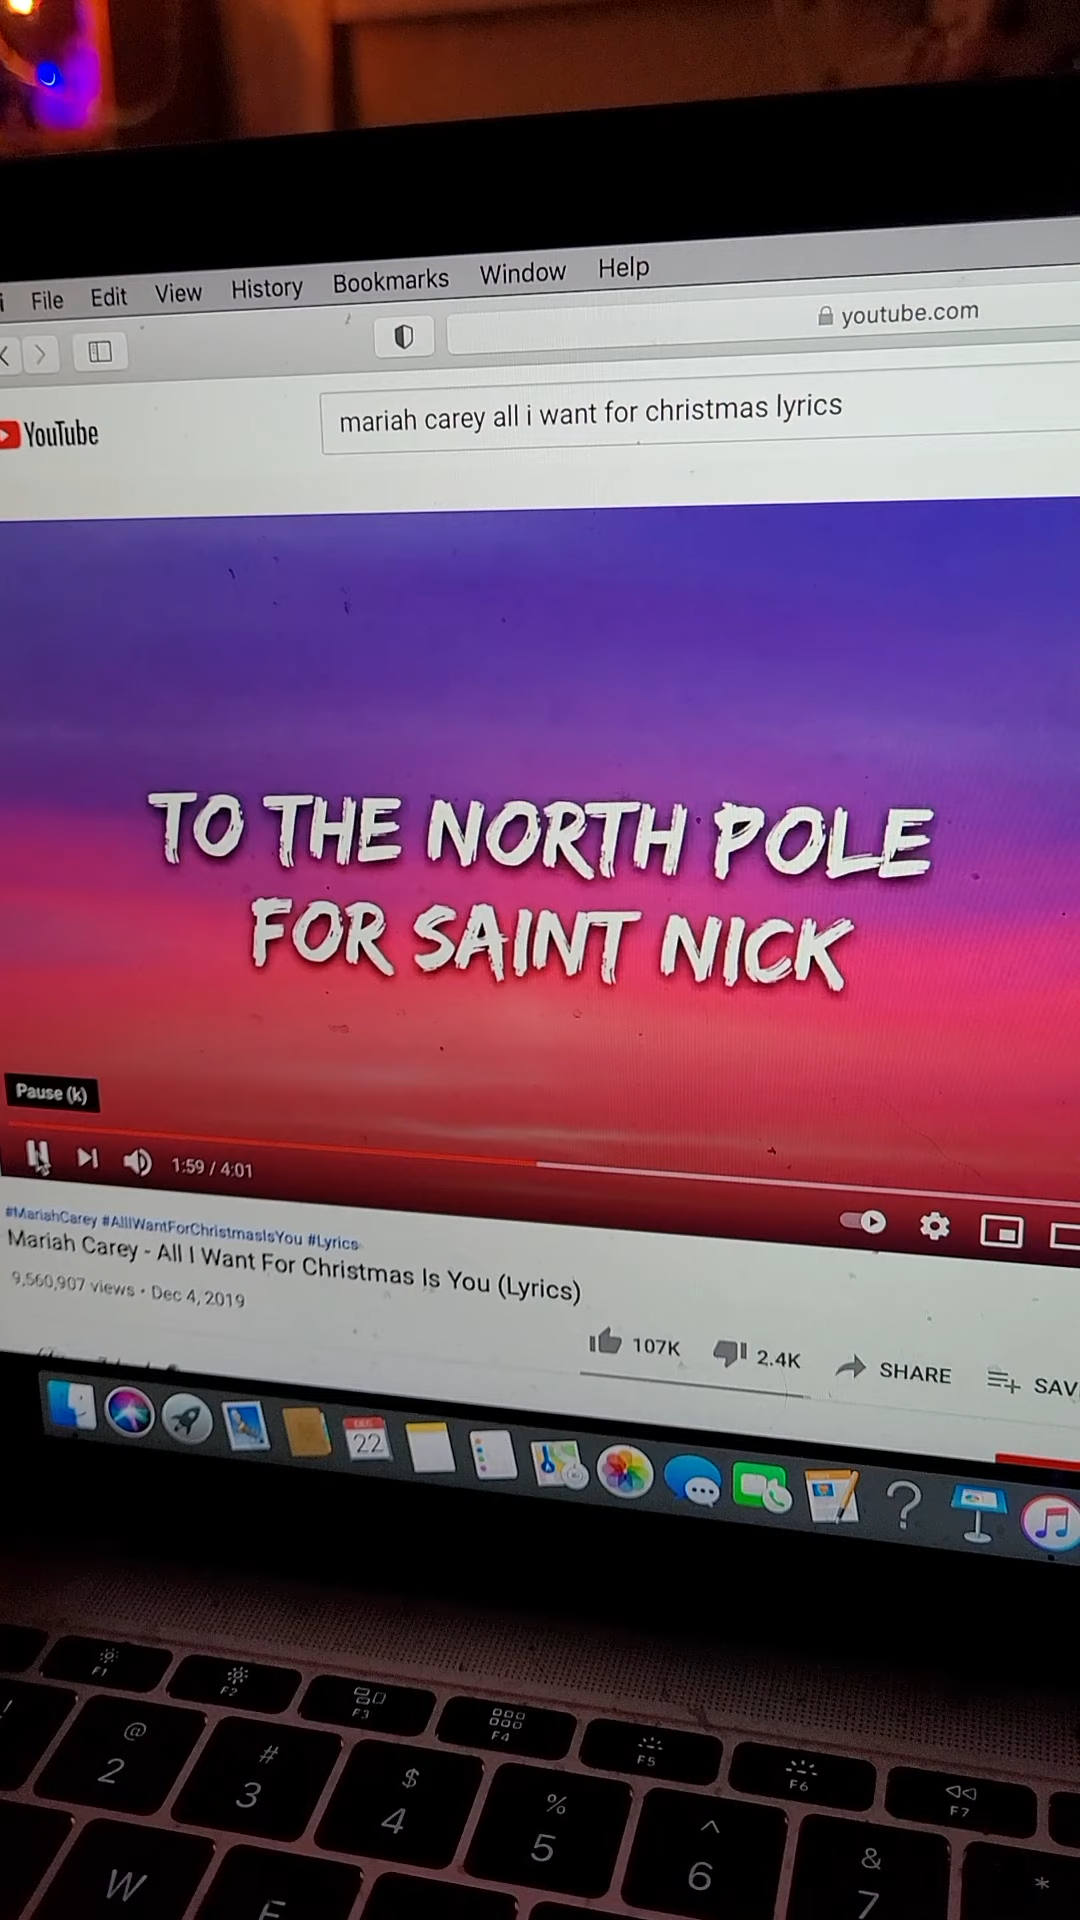 File Edit View History Bookmarks Window Help
youtube.com
YouTube
mariah carey all i want for christmas lyrics
TO THE NORTH POLE
FOR SAINT NICK
Pause (k)
1:59 / 4:01
#MariahCarey #AllIWantForChristmasIsYou #Lyrics
Mariah Carey - All I Want For Christmas Is You (Lyrics)
9,560,907 views • Dec 4, 2019
107K 2.4K SHARE SAV
DEC
22
F1 F2 F3 F4 F5 F6 F7
! @ # $ % ^ & *
2 3 4 5 6 7
W E